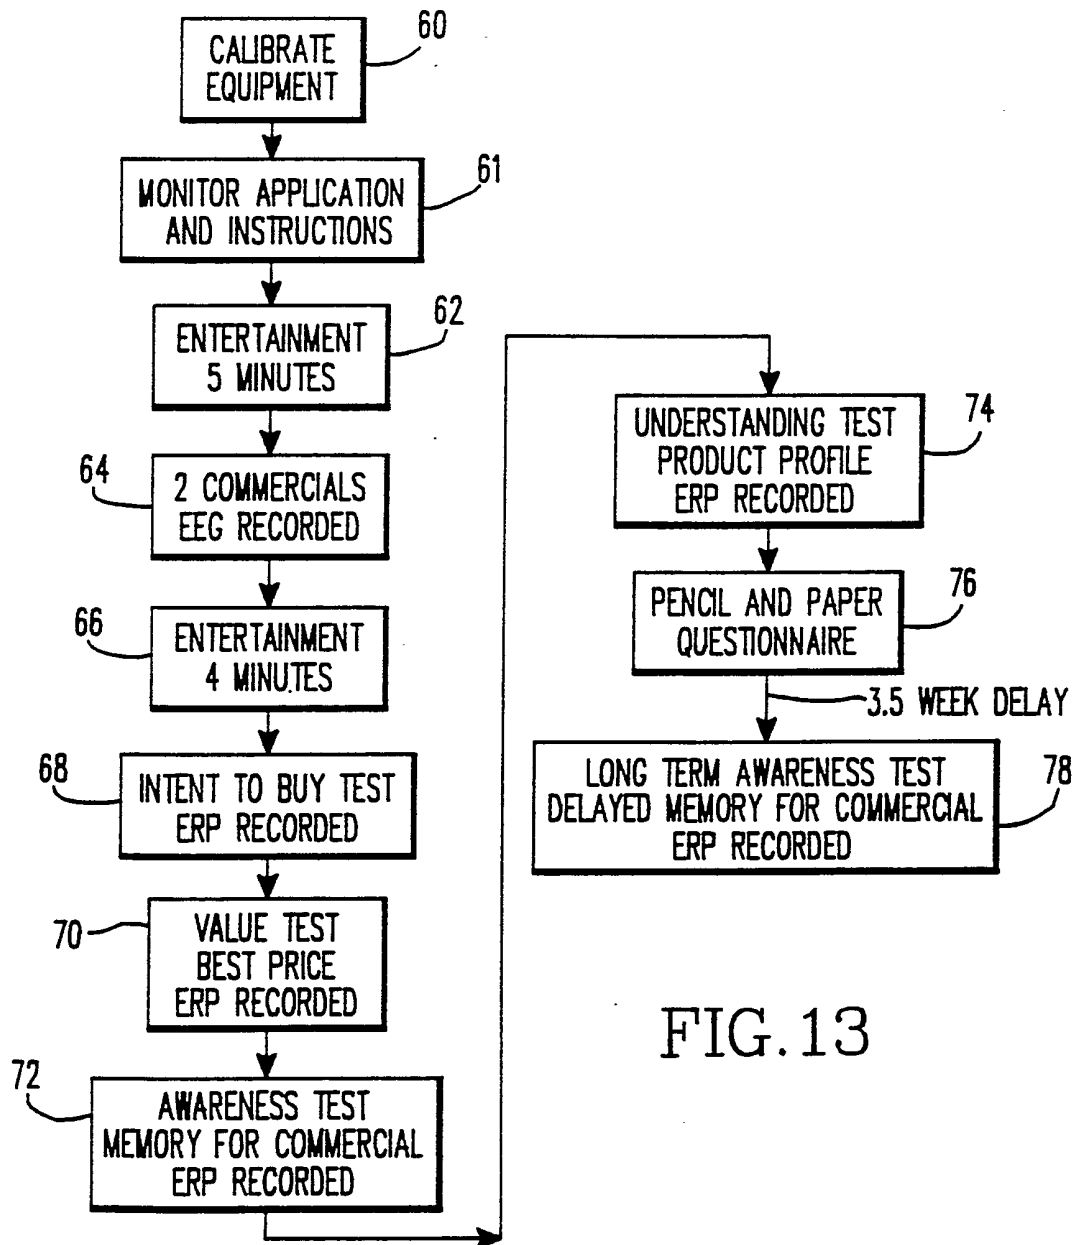 60
CALIBRATE
EQUIPMENT
61
MONITOR APPLICATION
AND INSTRUCTIONS
62
ENTERTAINMENT
5 MINUTES
64
2 COMMERCIALS
EEG RECORDED
66
ENTERTAINMENT
4 MINUTES
68
INTENT TO BUY TEST
ERP RECORDED
70
VALUE TEST
BEST PRICE
ERP RECORDED
72
AWARENESS TEST
MEMORY FOR COMMERCIAL
ERP RECORDED
74
UNDERSTANDING TEST
PRODUCT PROFILE
ERP RECORDED
76
PENCIL AND PAPER
QUESTIONNAIRE
3.5 WEEK DELAY
78
LONG TERM AWARENESS TEST
DELAYED MEMORY FOR COMMERCIAL
ERP RECORDED
FIG.13